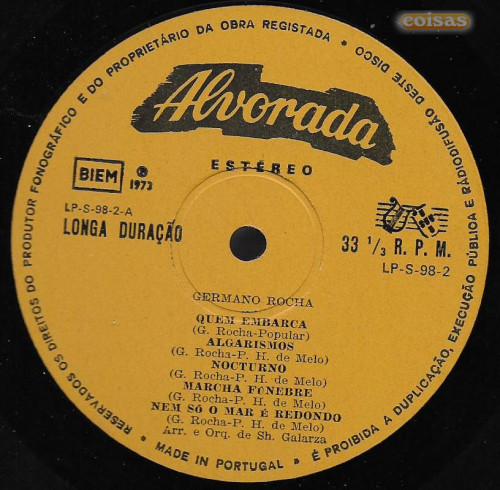 coisas
RESERVADOS OS DIREITOS DO PRODUTOR FONOGRÁFICO E DO PROPRIETÁRIO DA OBRA REGISTADA • É PROIBIDA A DUPLICAÇÃO, EXECUÇÃO PÚBLICA E RADIODIFUSÃO DESTE DISCO •
Alvorada
ESTÉREO
BIEM ℗ 1973
LP-S-98-2-A
LONGA DURAÇÃO
33 1/3 R. P. M.
LP-S-98-2
GERMANO ROCHA
QUEM EMBARCA
(G. Rocha-Popular)
ALGARISMOS
(G. Rocha-P. H. de Melo)
NOCTURNO
(G. Rocha-P. H. de Melo)
MARCHA FÚNEBRE
(G. Rocha-P. H. de Melo)
NEM SÓ O MAR É REDONDO
(G. Rocha-P. H. de Melo)
Arr. e Orq. de Sh. Galarza
• MADE IN PORTUGAL •